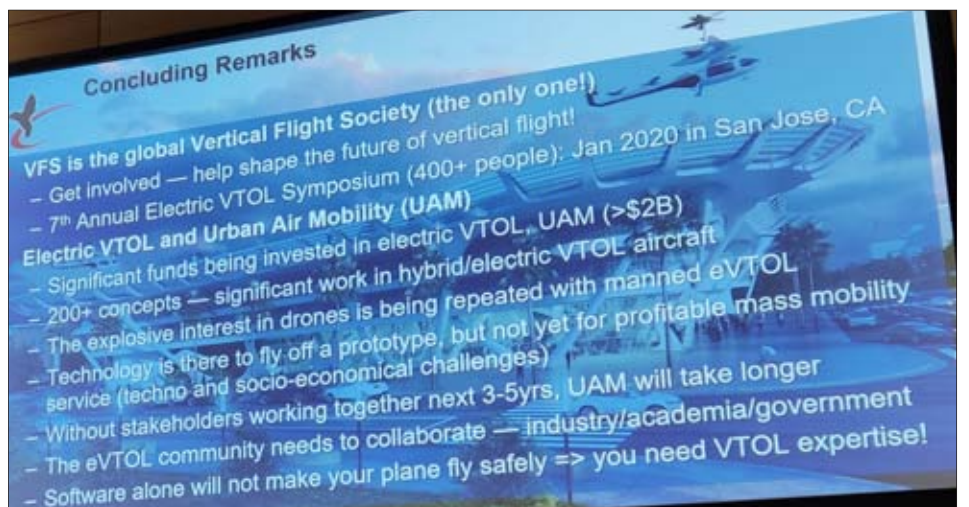 Concluding Remarks
VFS is the global Vertical Flight Society (the only one!)
– Get involved — help shape the future of vertical flight!
– 7th Annual Electric VTOL Symposium (400+ people): Jan 2020 in San Jose, CA
Electric VTOL and Urban Air Mobility (UAM)
– Significant funds being invested in electric VTOL, UAM (>$2B)
– 200+ concepts — significant work in hybrid/electric VTOL aircraft
– The explosive interest in drones is being repeated with manned eVTOL
– Technology is there to fly off a prototype, but not yet for profitable mass mobility
service (techno and socio-economical challenges)
– Without stakeholders working together next 3-5yrs, UAM will take longer
– The eVTOL community needs to collaborate — industry/academia/government
– Software alone will not make your plane fly safely => you need VTOL expertise!